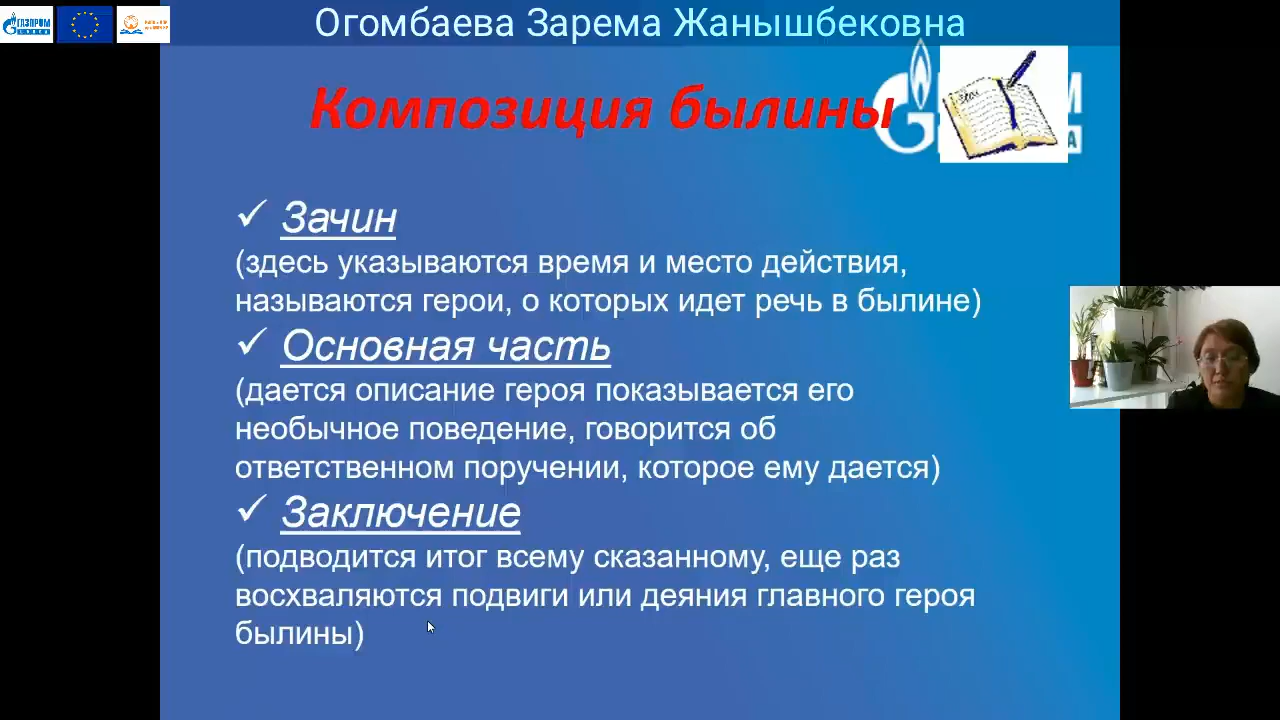 ГАЗПРОМ
Огомбаева Зарема Жанышбековна
Композиция былины
✓ Зачин
(здесь указываются время и место действия,
называются герои, о которых идет речь в былине)
✓ Основная часть
(дается описание героя показывается его
необычное поведение, говорится об
ответственном поручении, которое ему дается)
✓ Заключение
(подводится итог всему сказанному, еще раз
восхваляются подвиги или деяния главного героя
былины)